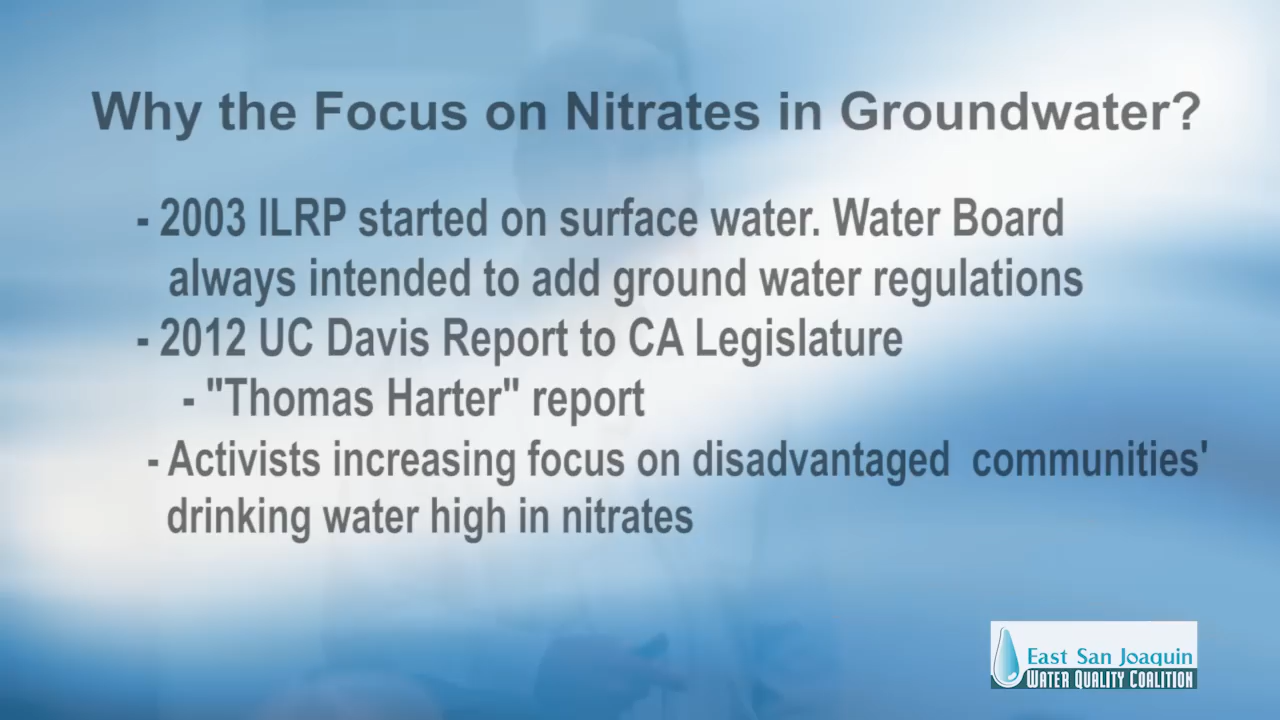 Why the Focus on Nitrates in Groundwater?
- 2003 ILRP started on surface water. Water Board
always intended to add ground water regulations
- 2012 UC Davis Report to CA Legislature
- "Thomas Harter" report
- Activists increasing focus on disadvantaged communities'
drinking water high in nitrates
East San Joaquin
WATER QUALITY COALITION